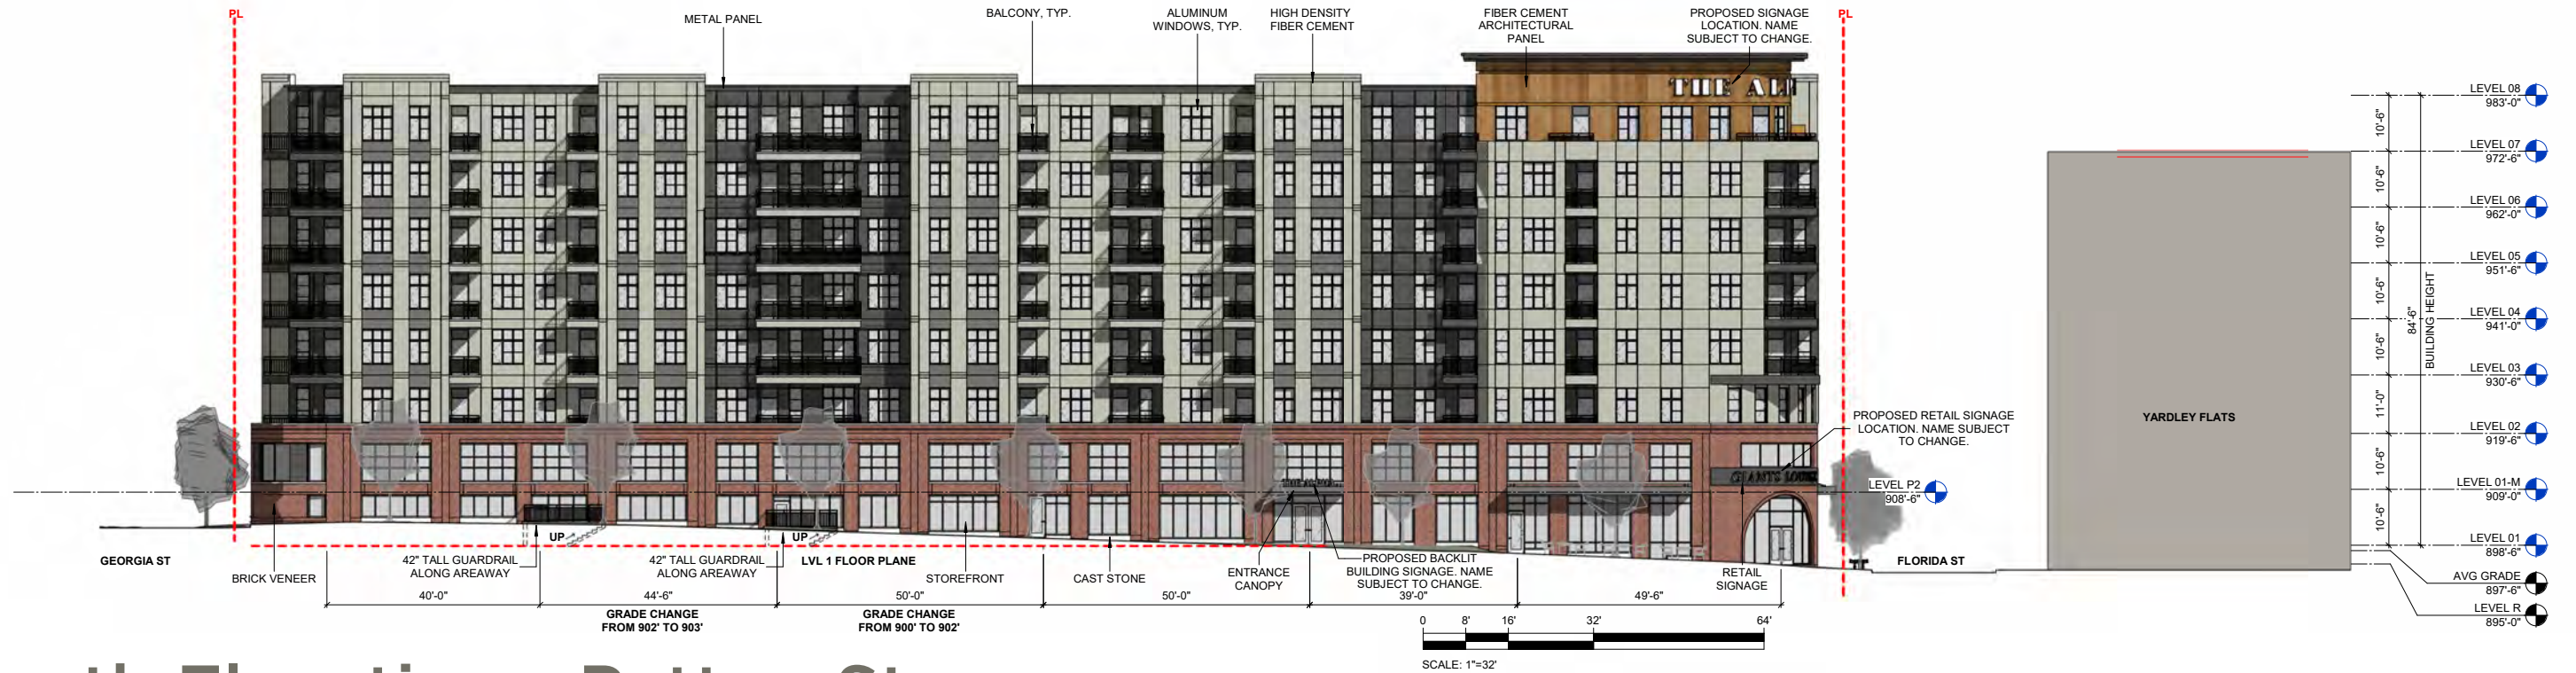 PL
METAL PANEL
BALCONY, TYP.
ALUMINUM
WINDOWS, TYP.
HIGH DENSITY
FIBER CEMENT
FIBER CEMENT
ARCHITECTURAL
PANEL
PROPOSED SIGNAGE
LOCATION. NAME
SUBJECT TO CHANGE.
PL
THE
LEVEL 08
983'-0"
10'-6"
LEVEL 07
972'-6"
10'-6"
LEVEL 06
962'-0"
10'-6"
LEVEL 05
951'-6"
10'-6"
LEVEL 04
941'-0"
10'-6"
LEVEL 03
930'-6"
11'-0"
LEVEL 02
919'-6"
10'-6"
LEVEL 01-M
909'-0"
10'-6"
LEVEL 01
898'-6"
AVG GRADE
897'-6"
LEVEL R
895'-0"
84'-6"
BUILDING HEIGHT
YARDLEY FLATS
PROPOSED RETAIL SIGNAGE
LOCATION. NAME SUBJECT
TO CHANGE.
LEVEL P2
908'-6"
GEORGIA ST
BRICK VENEER
42" TALL GUARDRAIL
ALONG AREAWAY
UP
42" TALL GUARDRAIL
ALONG AREAWAY
UP
LVL 1 FLOOR PLANE
STOREFRONT
CAST STONE
ENTRANCE
CANOPY
PROPOSED BACKLIT
BUILDING SIGNAGE. NAME
SUBJECT TO CHANGE.
RETAIL
SIGNAGE
FLORIDA ST
40'-0"
44'-6"
50'-0"
50'-0"
39'-0"
49'-6"
GRADE CHANGE
FROM 902' TO 903'
GRADE CHANGE
FROM 900' TO 902'
0 8' 16' 32' 64'
SCALE: 1"=32'